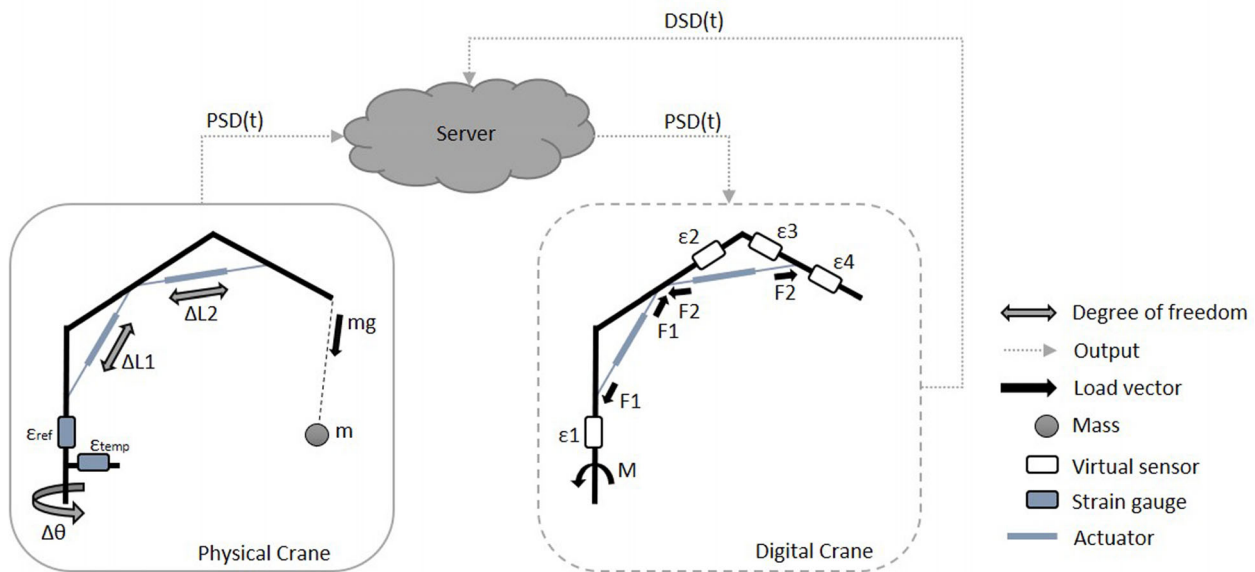 DSD(t)
PSD(t)
Server
PSD(t)
ΔL2
ΔL1
mg
m
εref
εtemp
Δθ
Physical Crane
ε2
ε3
ε4
F2
F2
F1
F1
ε1
M
Digital Crane
Degree of freedom
Output
Load vector
Mass
Virtual sensor
Strain gauge
Actuator